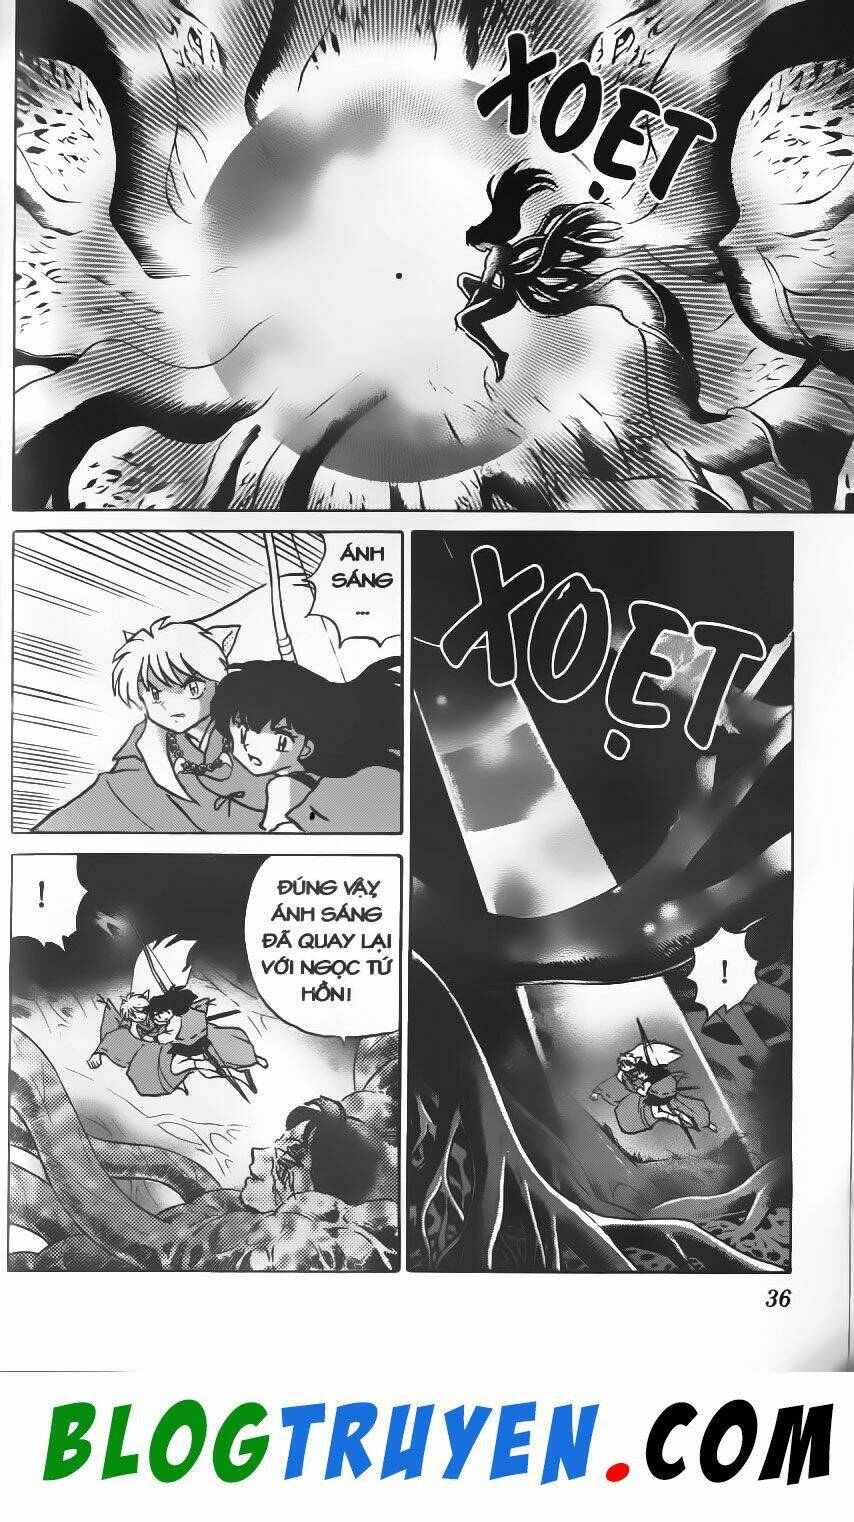 XOẸT
XOẸT
!
ÁNH
SÁNG
...
!
ĐÚNG VẬY,
ÁNH SÁNG
ĐÃ QUAY LẠI
VỚI NGỌC TỨ
HỒN!
36
BLOGTRUYEN.COM